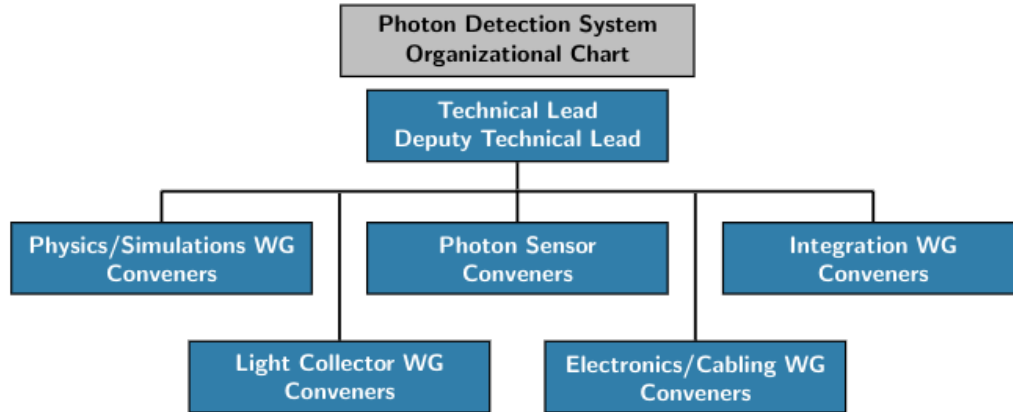 Photon Detection System
Organizational Chart
Technical Lead
Deputy Technical Lead
Physics/Simulations WG
Conveners
Photon Sensor
Conveners
Integration WG
Conveners
Light Collector WG
Conveners
Electronics/Cabling WG
Conveners